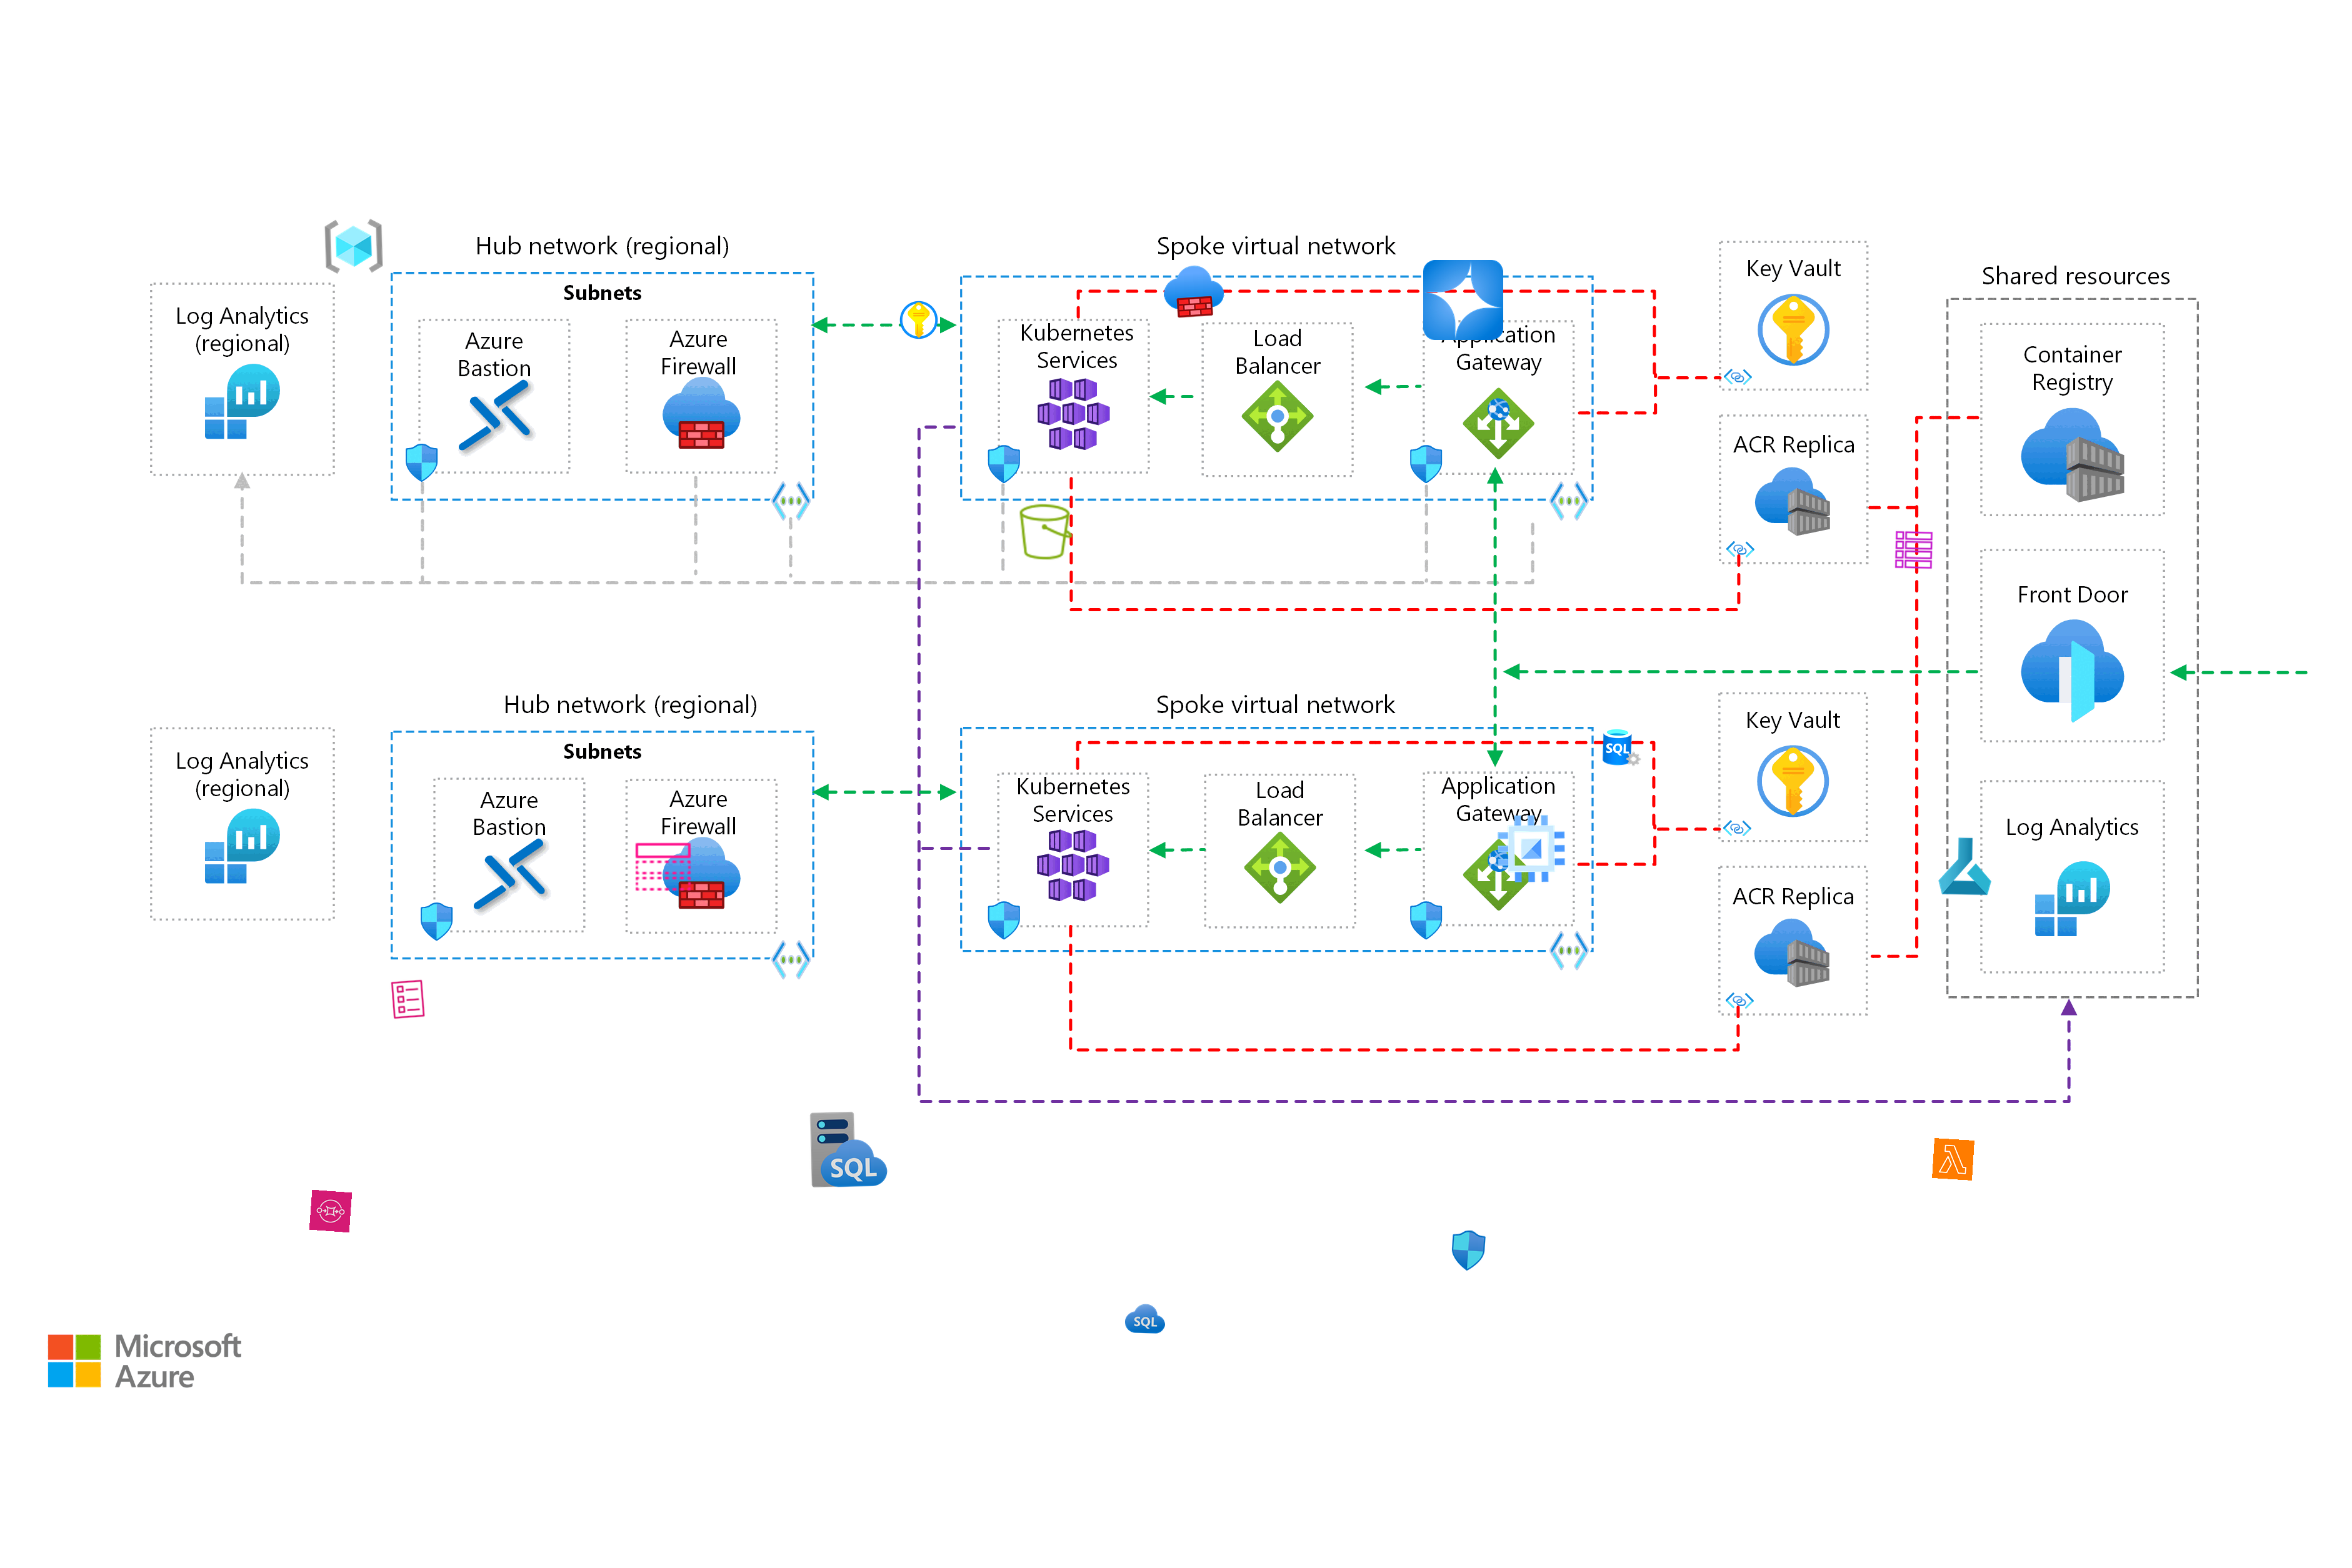 Hub network (regional)
Spoke virtual network
Key Vault
Shared resources
Subnets
Log Analytics
(regional)
Azure
Bastion
Azure
Firewall
Kubernetes
Services
Load
Balancer
Application
Gateway
Container
Registry
ACR Replica
Front Door
Hub network (regional)
Spoke virtual network
Key Vault
Subnets
Log Analytics
(regional)
Azure
Bastion
Azure
Firewall
Kubernetes
Services
Load
Balancer
Application
Gateway
SQL
Log Analytics
ACR Replica
SQL
SQL
Microsoft
Azure